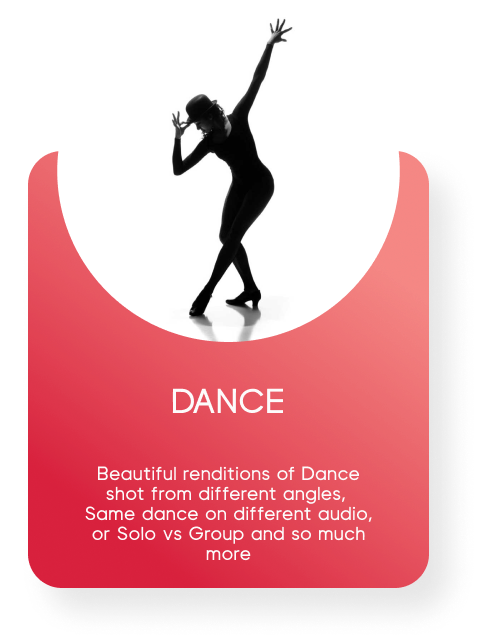 DANCE
Beautiful renditions of Dance
shot from different angles,
Same dance on different audio,
or Solo vs Group and so much
more